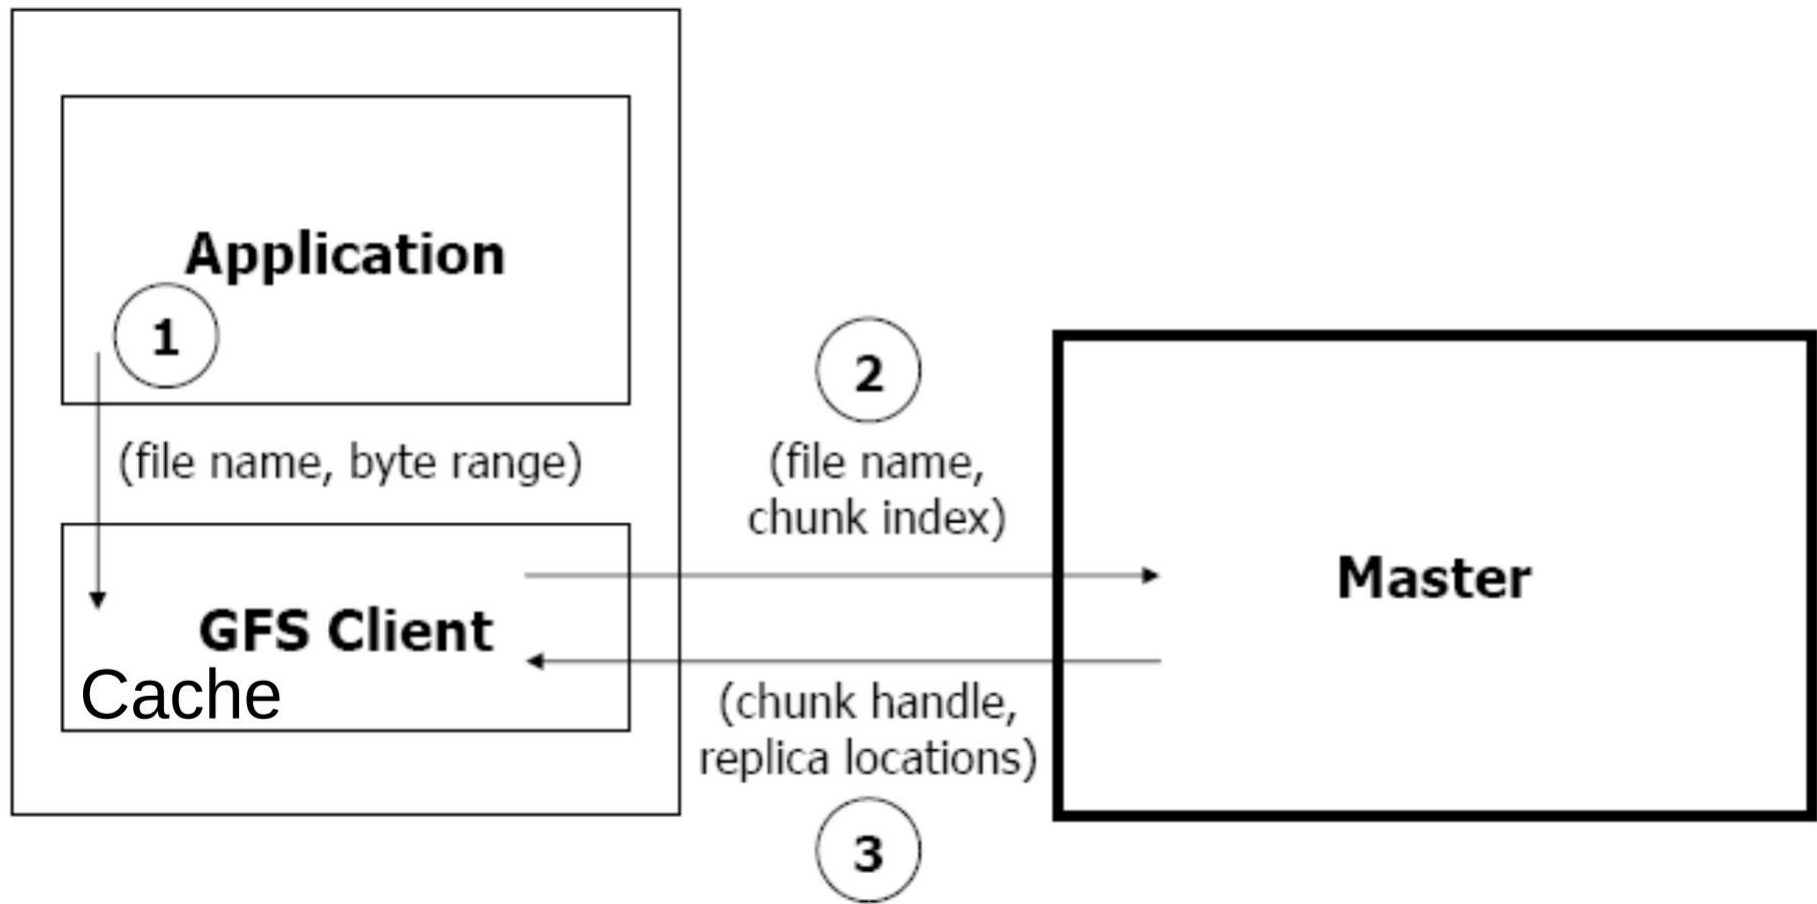 Application
1
(file name, byte range)
GFS Client
Cache
2
(file name,
chunk index)
(chunk handle,
replica locations)
3
Master